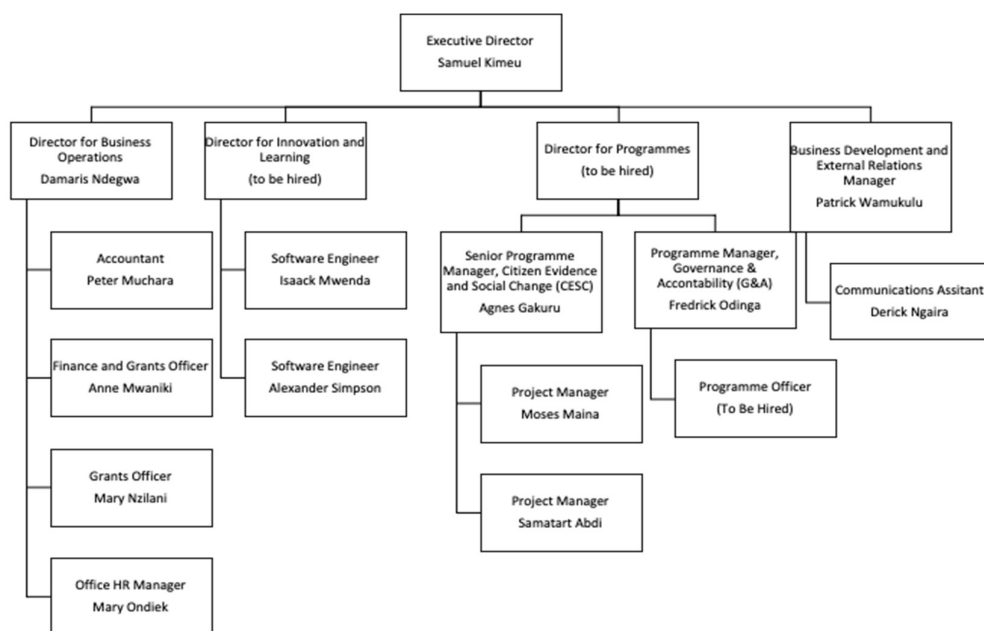 Executive Director
Samuel Kimeu
Director for Business
Operations
Damaris Ndegwa
Director for Innovation and
Learning
(to be hired)
Director for Programmes
(to be hired)
Business Development and
External Relations
Manager
Patrick Wamukulu
Accountant
Peter Muchara
Software Engineer
Isaack Mwenda
Senior Programme
Manager, Citizen Evidence
and Social Change (CESC)
Agnes Gakuru
Programme Manager,
Governance &
Accontability (G&A)
Fredrick Odinga
Communications Assitant
Derick Ngaira
Finance and Grants Officer
Anne Mwaniki
Software Engineer
Alexander Simpson
Project Manager
Moses Maina
Programme Officer
(To Be Hired)
Grants Officer
Mary Nzilani
Project Manager
Samatart Abdi
Office HR Manager
Mary Ondiek